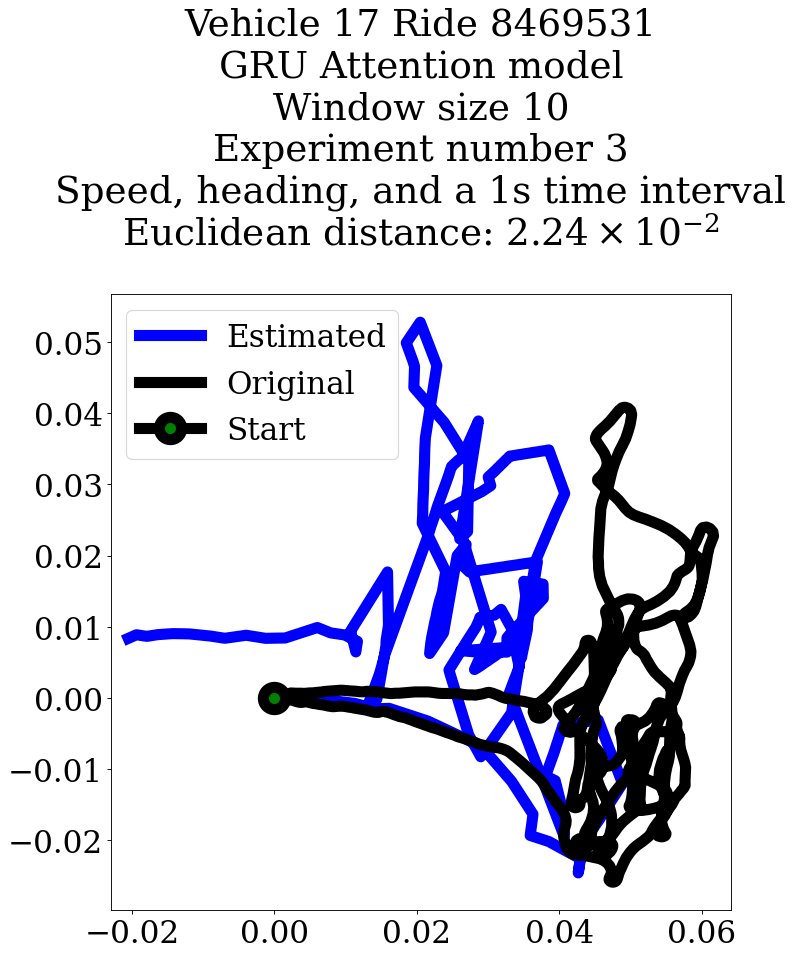 Vehicle 17 Ride 8469531
GRU Attention model
Window size 10
Experiment number 3
Speed, heading, and a 1s time interval
Euclidean distance: 2.24 × 10⁻²
Estimated
Original
Start
0.05
0.04
0.03
0.02
0.01
0.00
−0.01
−0.02
−0.02 0.00 0.02 0.04 0.06